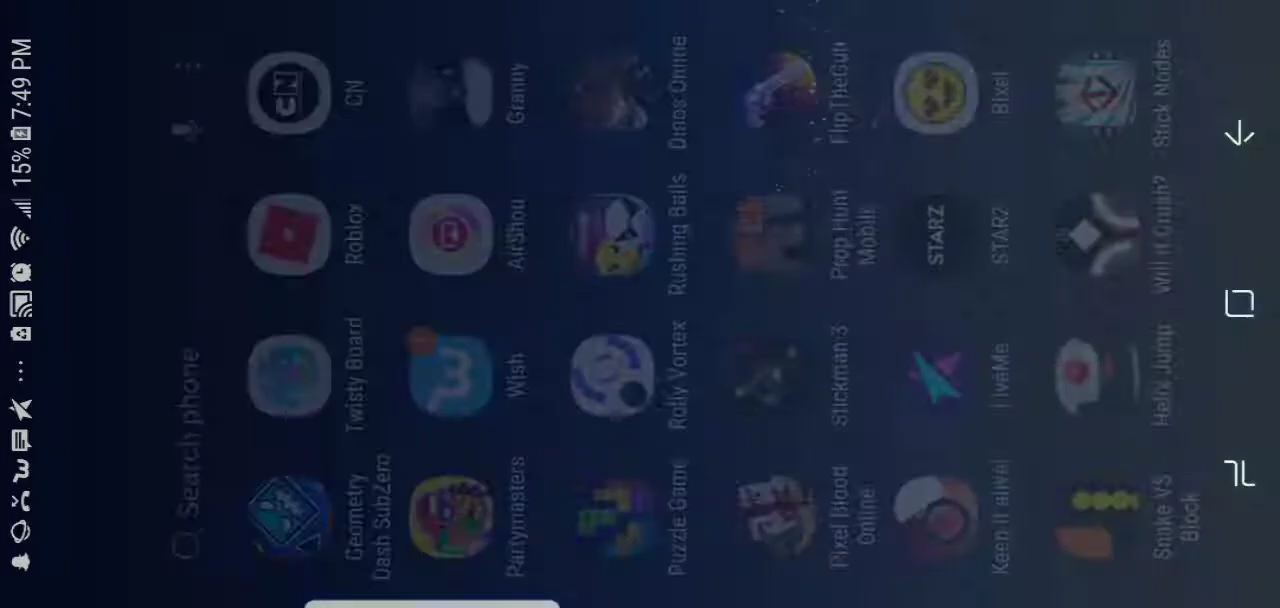 15% 7:49 PM
Search phone
Geometry
Dash SubZero
Twisty Board
Roblox
CN
CN
Partymasters
Wish
AirShou
Granny
Puzzle Game
Rolly Vortex
Rushing Balls
Dinos Online
Pixel Blood
Online
Stickman 3
Prop Hunt
Mobile
FlipTheGun
Keep it alive!
LiveMe
STARZ
STARZ
Bixel
Snake VS
Block
Helix Jump
Will it Crush?
Stick Nodes